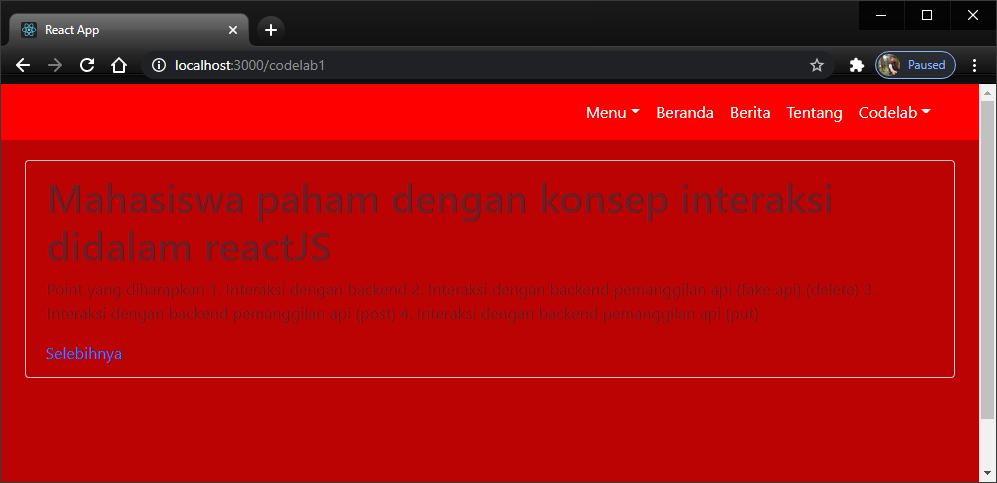 React App
localhost:3000/codelab1
Paused
Menu Beranda Berita Tentang Codelab
Mahasiswa paham dengan konsep interaksi
didalam reactJS
Point yang diharapkan 1. Interaksi dengan backend 2. Interaksi dengan backend pemanggilan api (fake api) (delete) 3.
Interaksi dengan backend pemanggilan api (post) 4. Interaksi dengan backend pemanggilan api (put)
Selebihnya